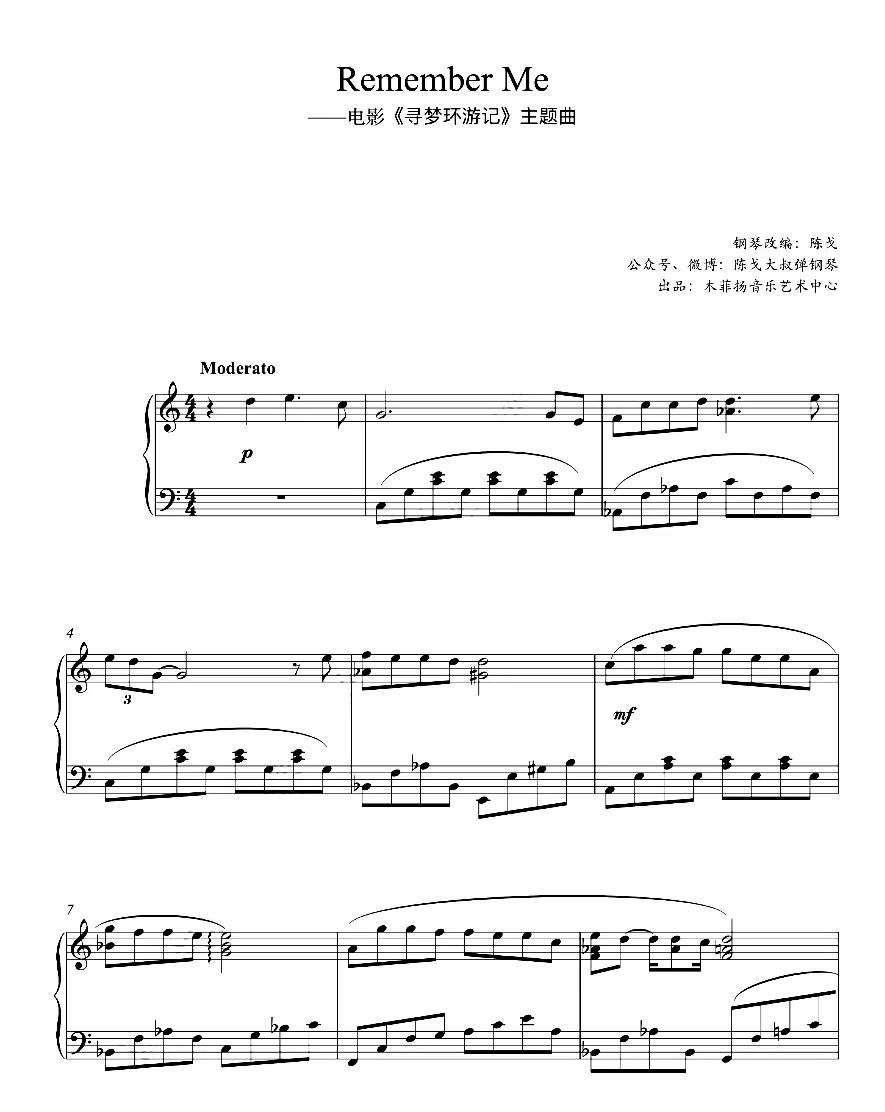 Remember Me
——电影《寻梦环游记》主题曲
钢琴改编：陈戈
公众号、微博：陈戈大叔弹钢琴
出品：木菲扬音乐艺术中心
Moderato
4
4
p
4
4
4
3
mf
7